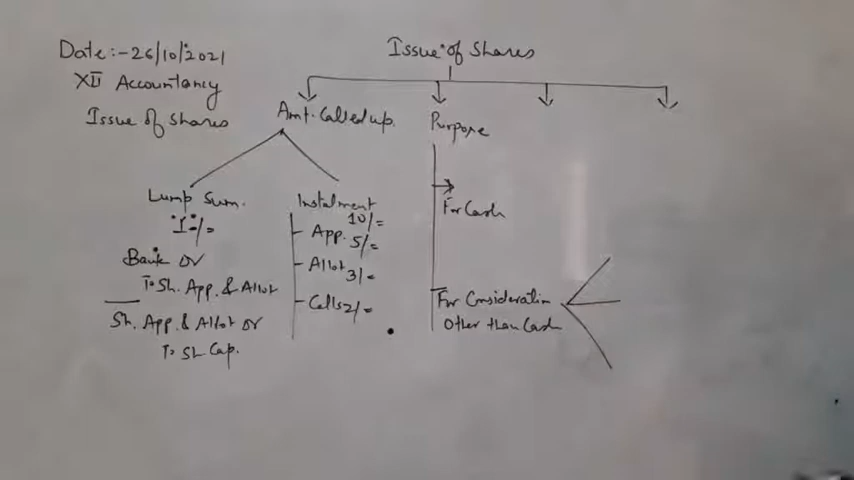 Date:-26/10/2021
XII Accountancy
Issue of Shares
Issue of Shares
Amt. Called up.
Purpose
Lump Sum.
Instalment
10/=
App.
5/=
Allot
3/=
Calls 2/=
Bank Dr
To Sh. App. & Allot
Sh. App. & Allot Dr
To Sh Cap.
For Cash
For Consideration
Other than Cash